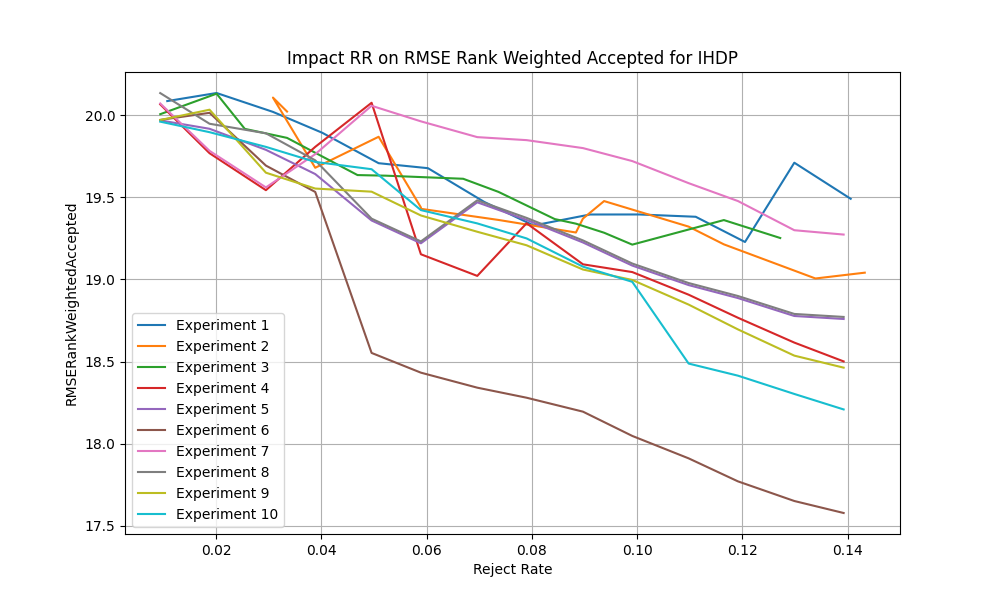 Impact RR on RMSE Rank Weighted Accepted for IHDP
RMSERankWeightedAccepted
20.0
19.5
19.0
18.5
18.0
17.5
Experiment 1
Experiment 2
Experiment 3
Experiment 4
Experiment 5
Experiment 6
Experiment 7
Experiment 8
Experiment 9
Experiment 10
0.02 0.04 0.06 0.08 0.10 0.12 0.14
Reject Rate